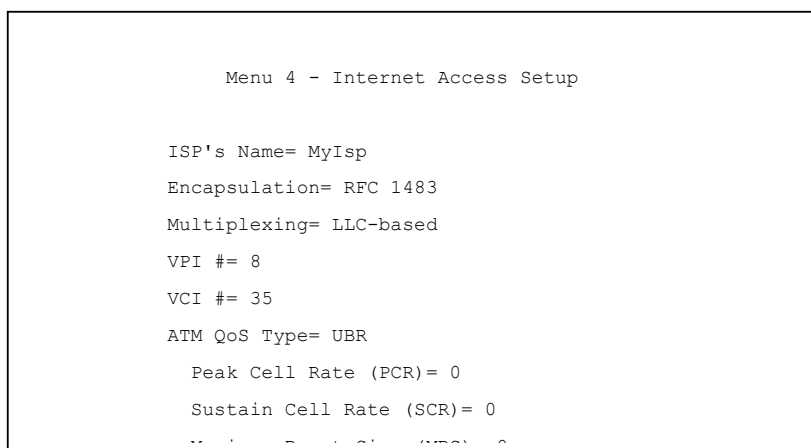 Menu 4 - Internet Access Setup
ISP's Name= MyIsp
Encapsulation= RFC 1483
Multiplexing= LLC-based
VPI #= 8
VCI #= 35
ATM QoS Type= UBR
Peak Cell Rate (PCR)= 0
Sustain Cell Rate (SCR)= 0